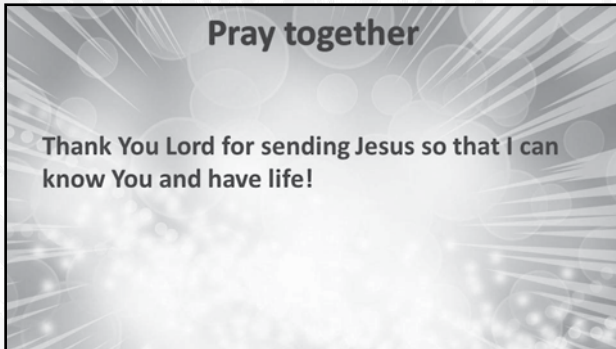 Pray together
Thank You Lord for sending Jesus so that I can
know You and have life!